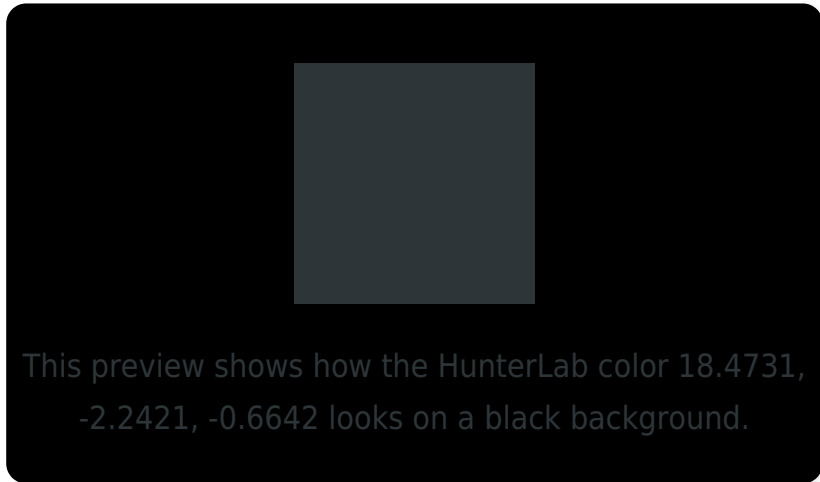 This preview shows how the HunterLab color 18.4731,
-2.2421, -0.6642 looks on a black background.